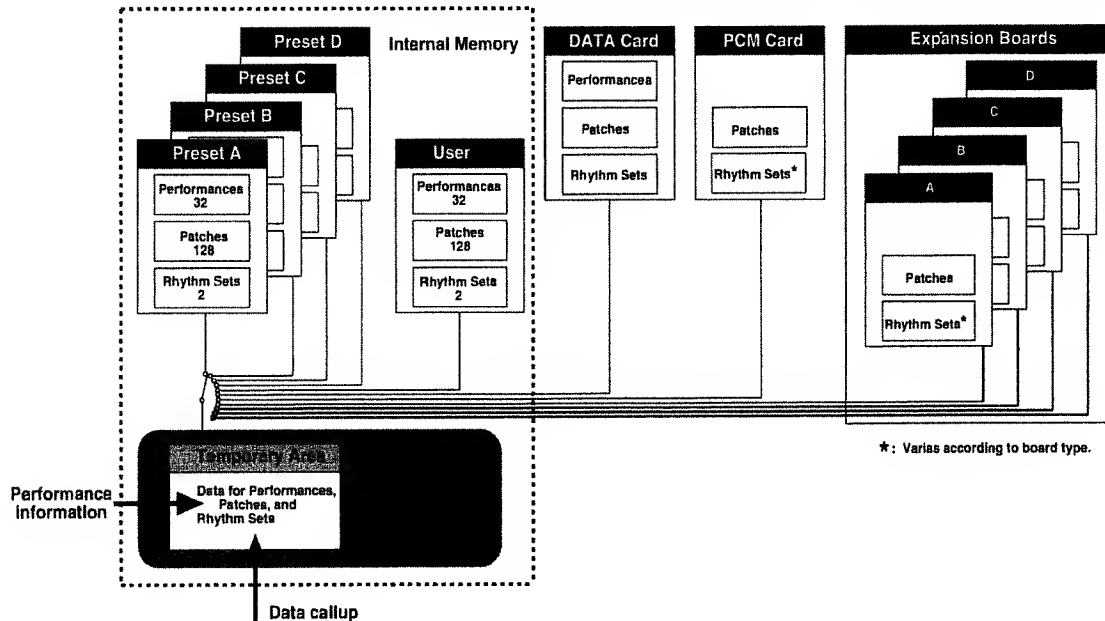 Preset D
Internal Memory
DATA Card
PCM Card
Expansion Boards
Preset C
D
Performances
C
Preset B
Patches
Patches
B
Preset A
User
Rhythm Sets
Rhythm Sets*
A
Performances
32
Performances
32
Patches
128
Patches
128
Patches
Rhythm Sets
2
Rhythm Sets
2
Rhythm Sets*
*: Varias according to board type.
Temporary Area
Performance
information
Data for Performances,
Patches, and
Rhythm Sets
Data callup